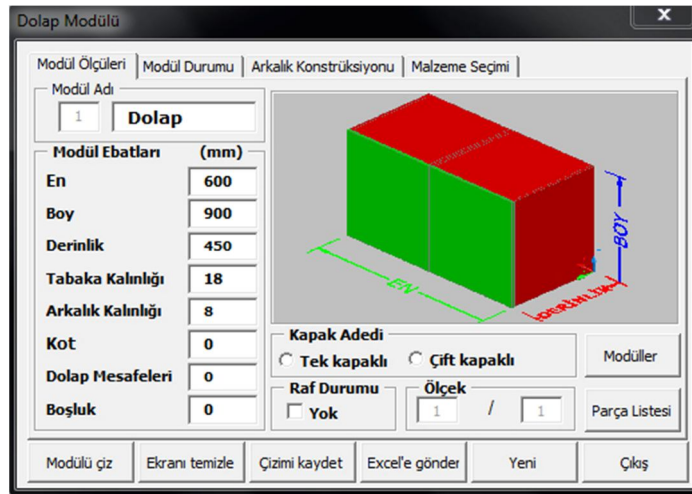 Dolap Modülü
x
Modül Ölçüleri Modül Durumu Arkalık Konstrüksiyonu Malzeme Seçimi
Modül Adı
1 Dolap
Modül Ebatları (mm)
En 600
Boy 900
Derinlik 450
Tabaka Kalınlığı 18
Arkalık Kalınlığı 8
Kot 0
Dolap Mesafeleri 0
Boşluk 0
EN
DERİNLİK
BOY
Kapak Adedi
Tek kapaklı Çift kapaklı
Modüller
Raf Durumu
Yok
Ölçek
1 / 1
Parça Listesi
Modülü çiz Ekranı temizle Çizimi kaydet Excel'e gönder Yeni Çıkış